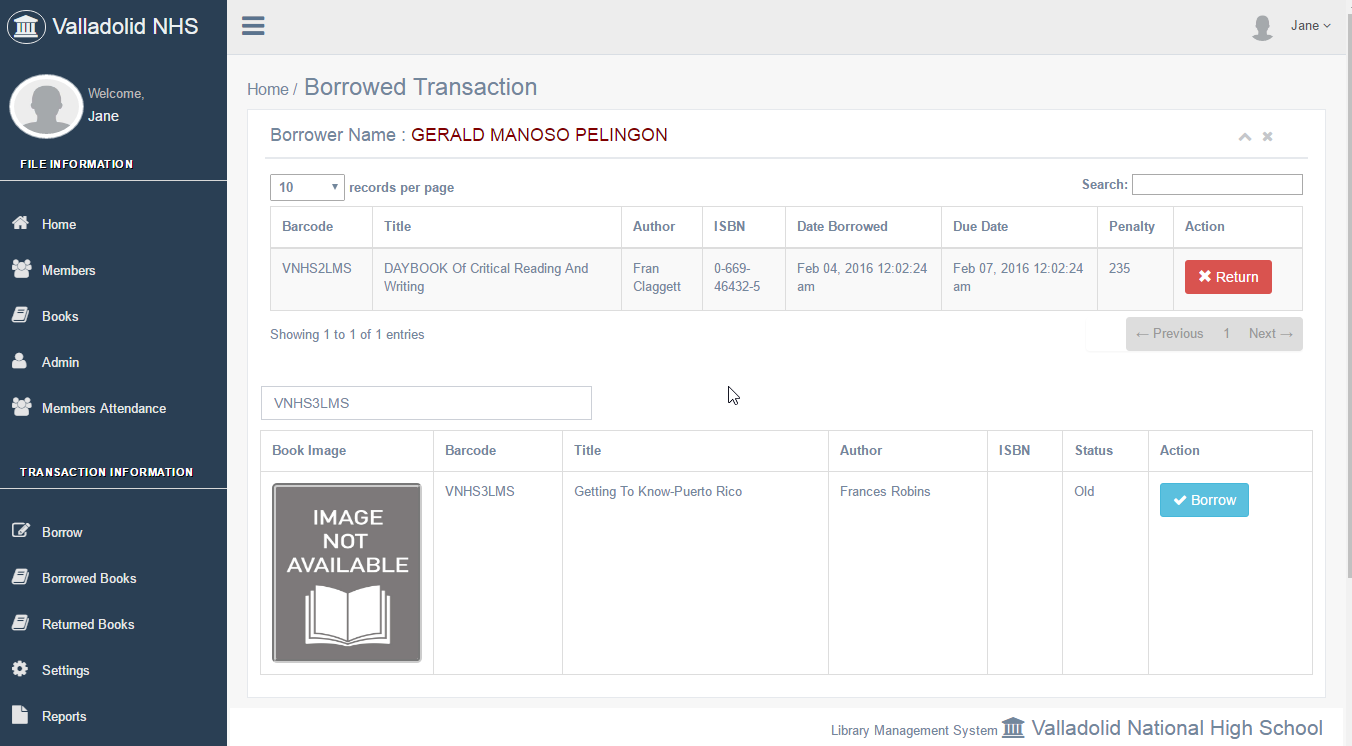 Valladolid NHS
Jane
Welcome,
Jane
FILE INFORMATION
Home
Members
Books
Admin
Members Attendance
TRANSACTION INFORMATION
Borrow
Borrowed Books
Returned Books
Settings
Reports
Home / Borrowed Transaction
Borrower Name : GERALD MANOSO PELINGON
10 records per page
Search:
Barcode Title Author ISBN Date Borrowed Due Date Penalty Action
VNHS2LMS DAYBOOK Of Critical Reading And Fran 0-669- Feb 04, 2016 12:02:24 Feb 07, 2016 12:02:24 235 Return
Writing Claggett 46432-5 am am
Showing 1 to 1 of 1 entries
← Previous 1 Next →
VNHS3LMS
Book Image Barcode Title Author ISBN Status Action
VNHS3LMS Getting To Know-Puerto Rico Frances Robins Old Borrow
IMAGE
NOT
AVAILABLE
Library Management System Valladolid National High School